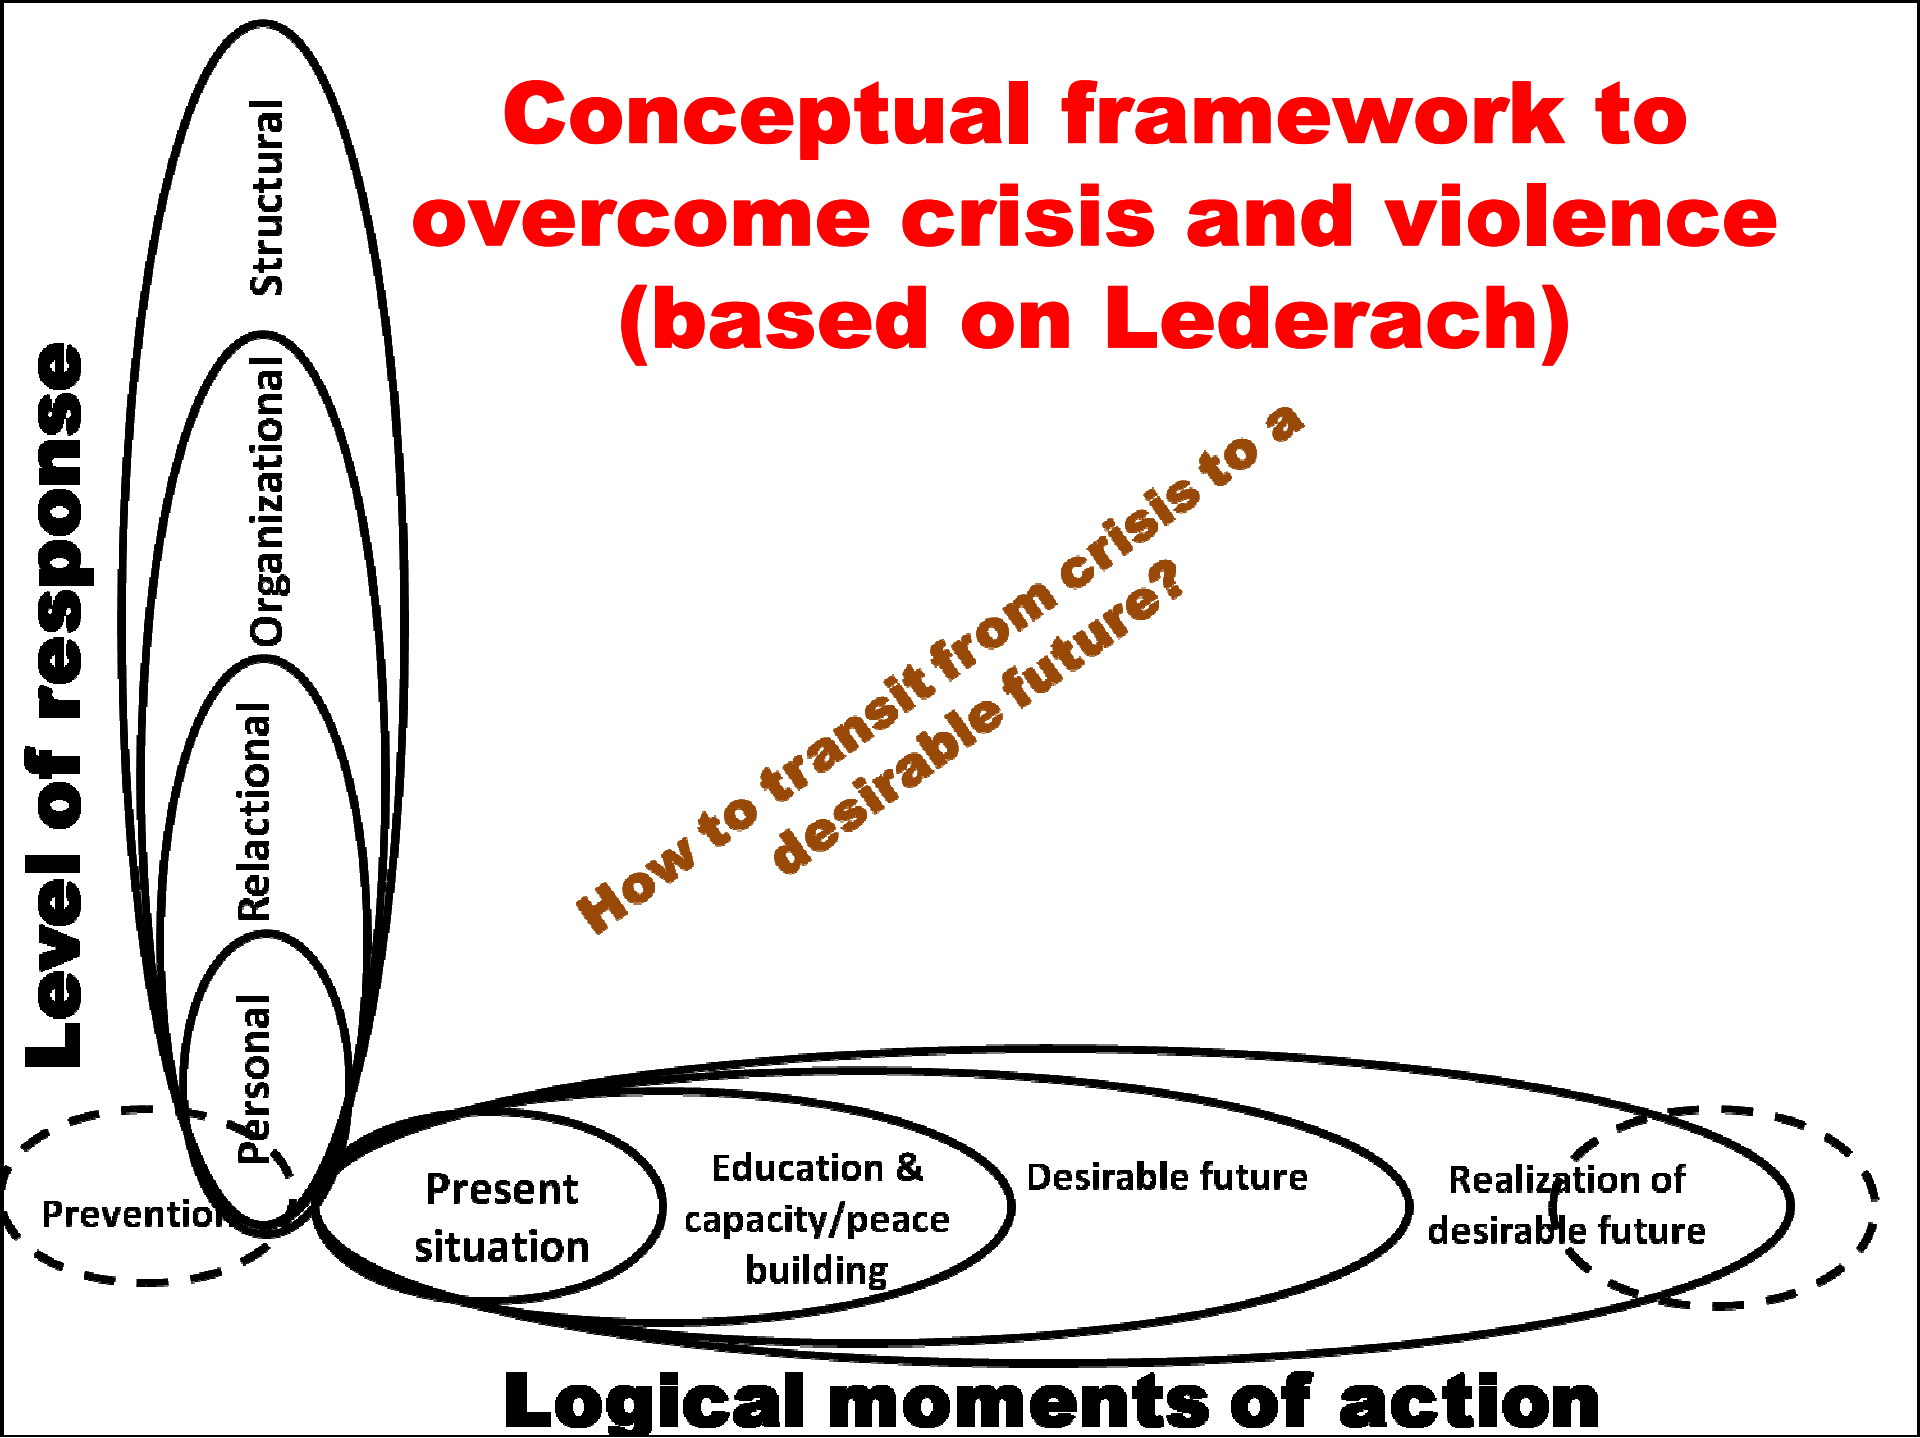 Conceptual framework to
overcome crisis and violence
(based on Lederach)
How to transit from crisis to a
desirable future?
Level of response
Structural
Organizational
Relactional
Personal
Prevention
Present
situation
Education &
capacity/peace
building
Desirable future
Realization of
desirable future
Logical moments of action